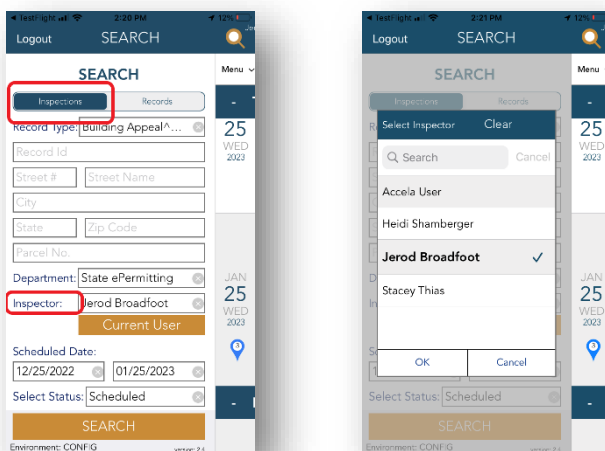 TestFlight 2:20 PM 12%
Logout SEARCH
SEARCH
Menu
Inspections Records
Record Type: Building Appeal^...
Record Id
Street # Street Name
City
State Zip Code
Parcel No.
Department: State ePermitting
Inspector: Jerod Broadfoot
Current User
Scheduled Date:
12/25/2022 01/25/2023
Select Status: Scheduled
SEARCH
Environment: CONFIG
25
WED
2023
JAN
25
WED
2023
3
TestFlight 2:21 PM 12%
Logout SEARCH
SEARCH
Menu
Inspections Records
Select Inspector Clear
Search Cancel
Accela User
Heidi Shamberger
Jerod Broadfoot
Stacey Thias
OK Cancel
Select Status: Scheduled
SEARCH
Environment: CONFIG
25
WED
2023
JAN
25
WED
2023
3